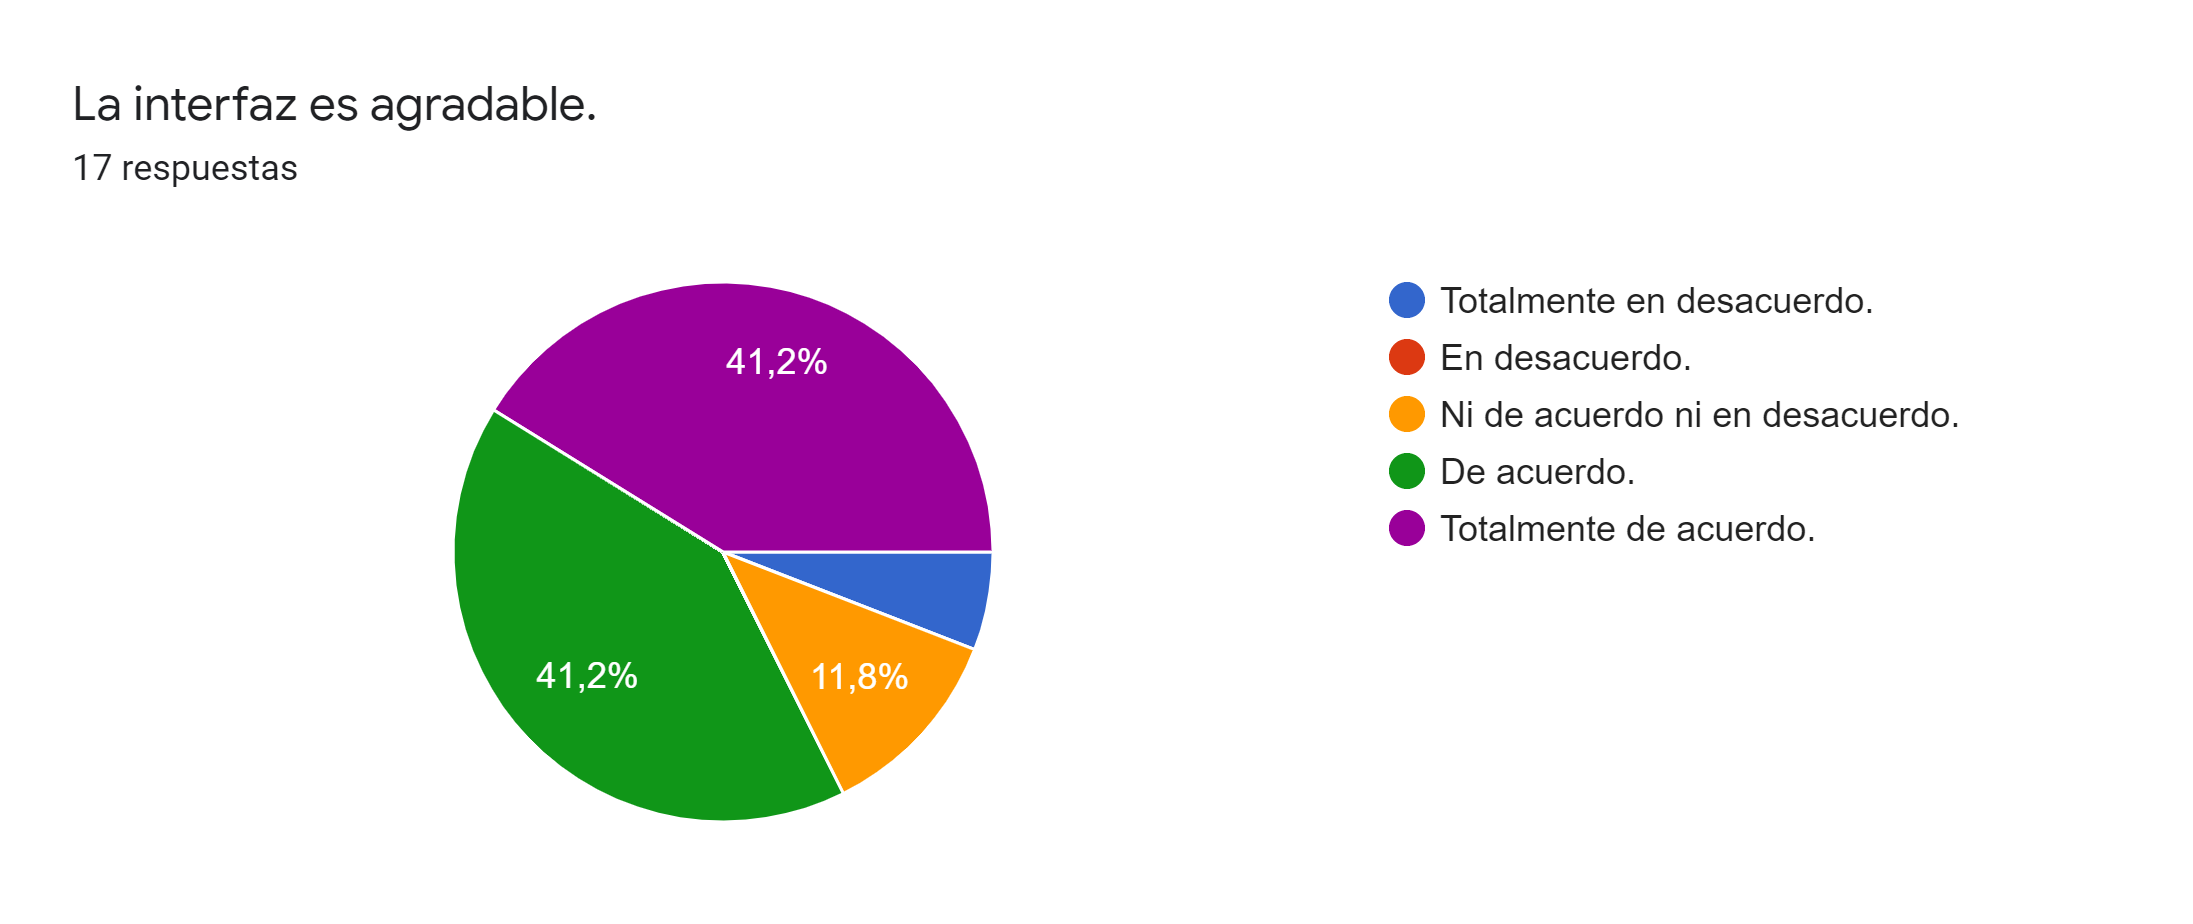 La interfaz es agradable.
17 respuestas
41,2%
41,2%
11,8%
Totalmente en desacuerdo.
En desacuerdo.
Ni de acuerdo ni en desacuerdo.
De acuerdo.
Totalmente de acuerdo.